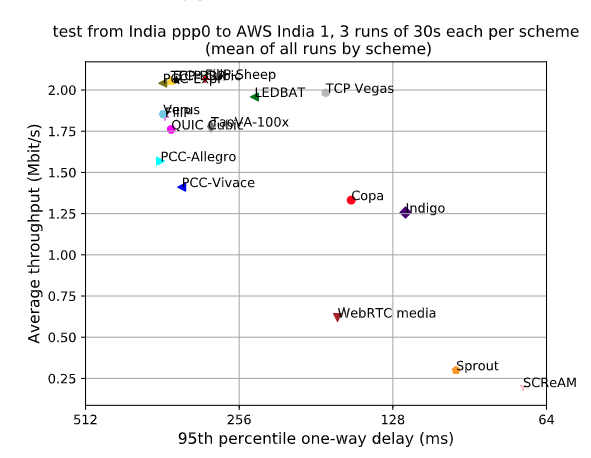 test from India ppp0 to AWS India 1, 3 runs of 30s each per scheme
(mean of all runs by scheme)
Average throughput (Mbit/s)
2.00
1.75
1.50
1.25
1.00
0.75
0.50
0.25
LEDBAT
TCP Vegas
Verus
QUIC Cubic
TaoVA-100x
PCC-Allegro
PCC-Vivace
Copa
Indigo
WebRTC media
Sprout
SCReAM
512
256
128
64
95th percentile one-way delay (ms)